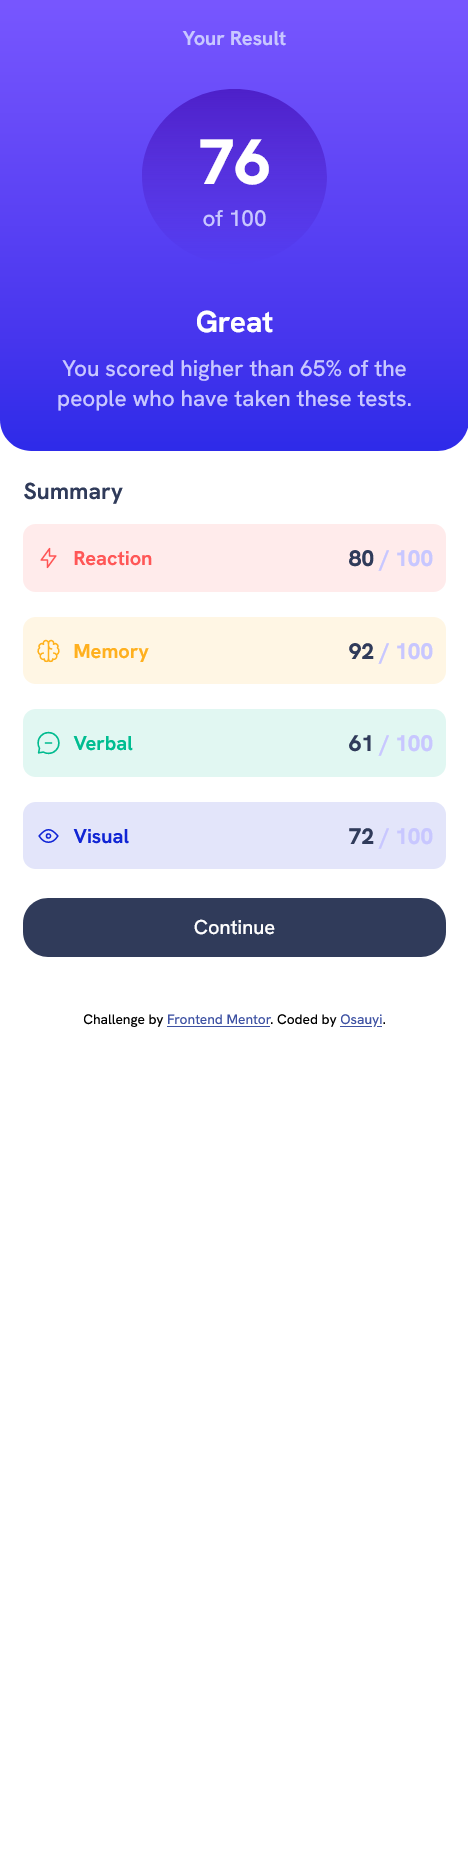 Your Result
76
of 100
Great
You scored higher than 65% of the
people who have taken these tests.
Summary
Reaction 80 / 100
Memory 92 / 100
Verbal 61 / 100
Visual 72 / 100
Continue
Challenge by Frontend Mentor. Coded by Osauyi.